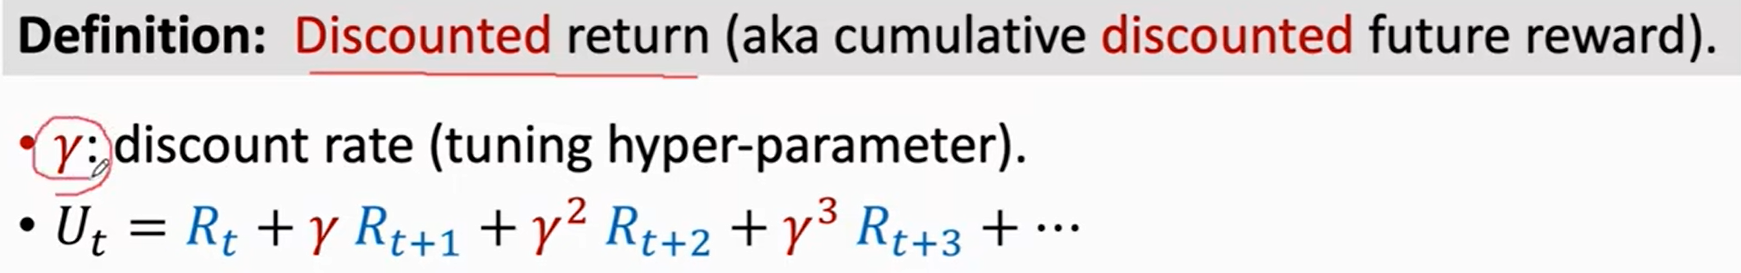 Definition: Discounted return (aka cumulative discounted future reward).
• γ: discount rate (tuning hyper-parameter).
• Uₜ = Rₜ + γ Rₜ₊₁ + γ² Rₜ₊₂ + γ³ Rₜ₊₃ + ⋯